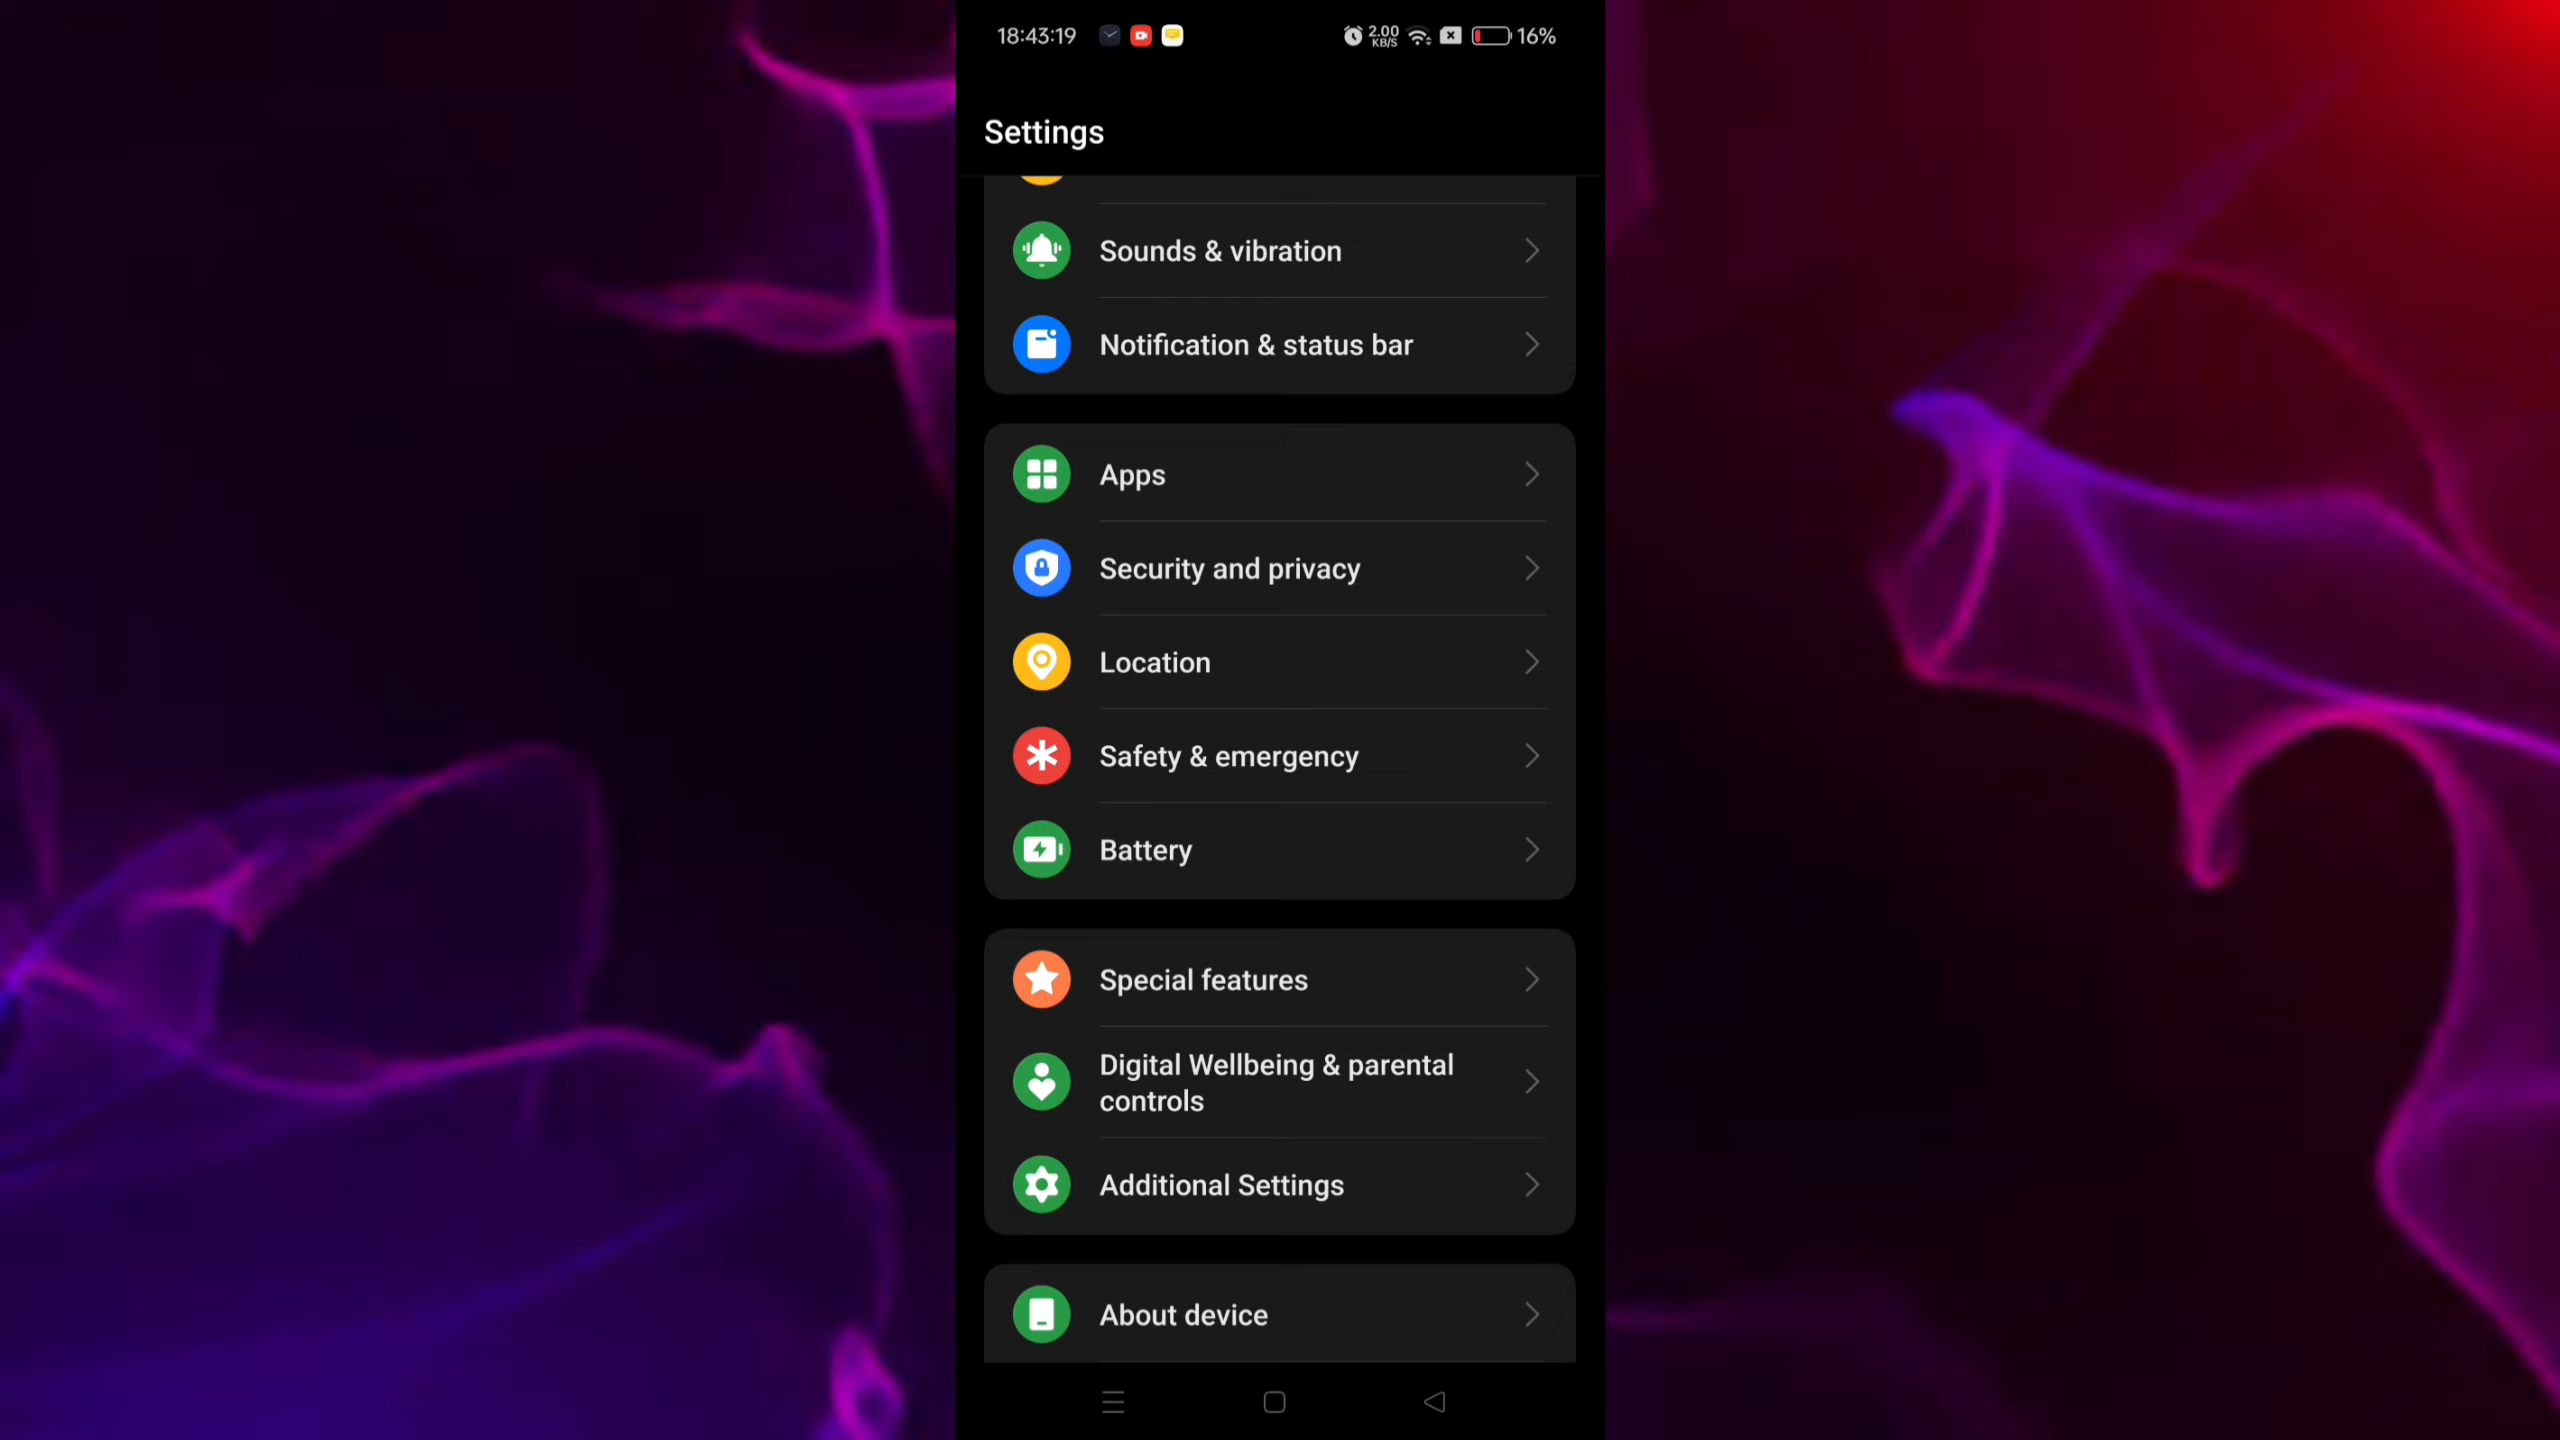 18:43:19 2.00 KB/S 16%
Settings
Sounds & vibration
Notification & status bar
Apps
Security and privacy
Location
Safety & emergency
Battery
Special features
Digital Wellbeing & parental
controls
Additional Settings
About device